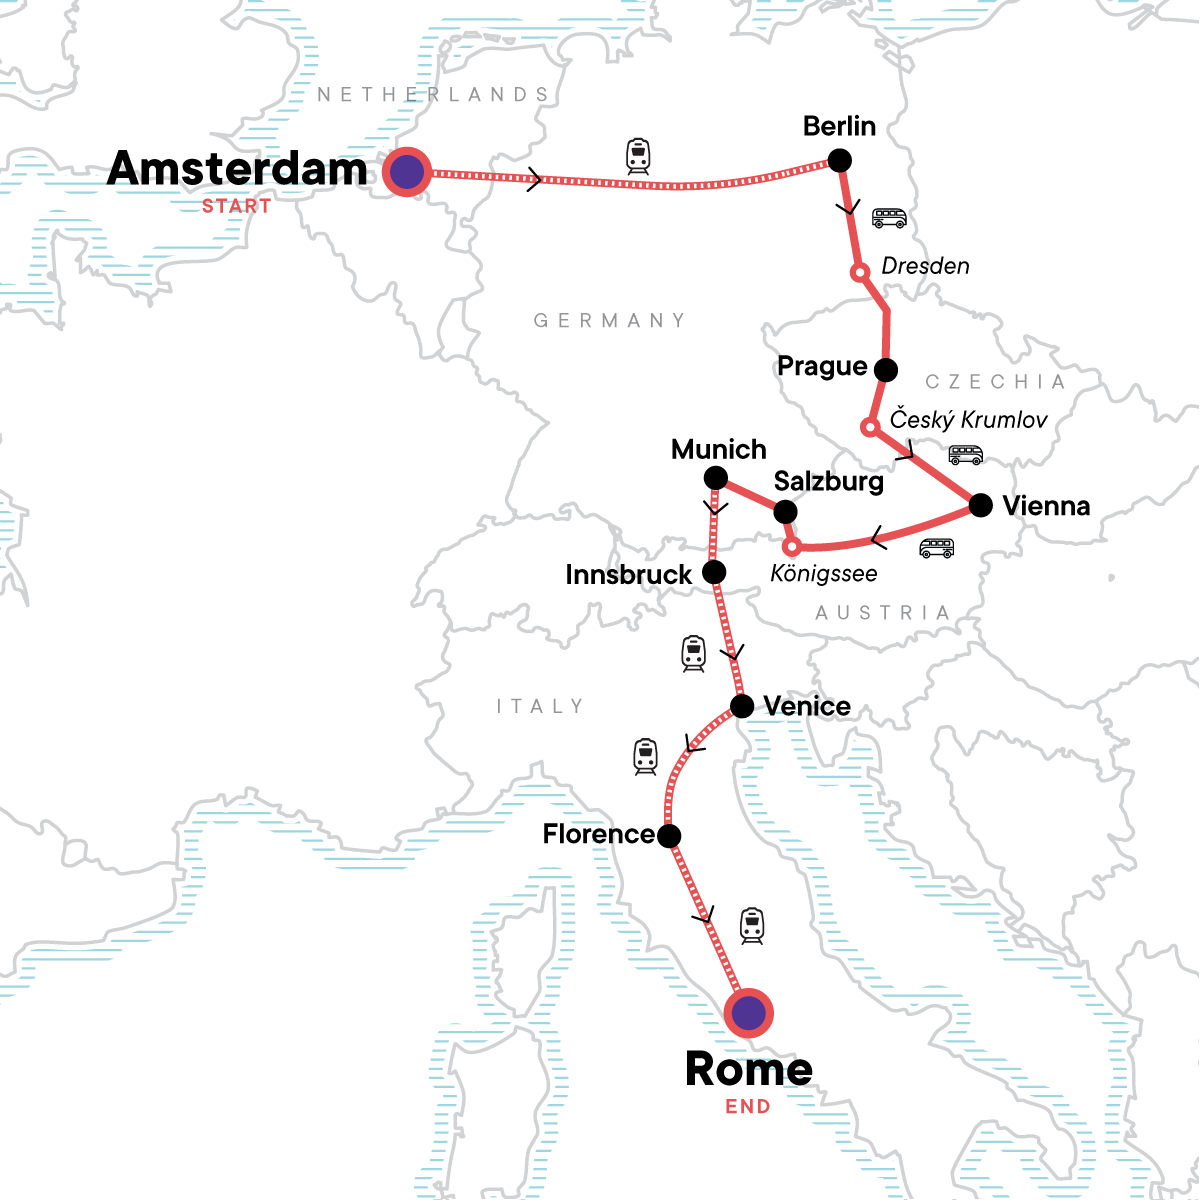 NETHERLANDS
Berlin
Amsterdam
START
Dresden
GERMANY
Prague
CZECHIA
Český Krumlov
Munich
Salzburg
Vienna
Innsbruck
Königssee
AUSTRIA
ITALY
Venice
Florence
Rome
END